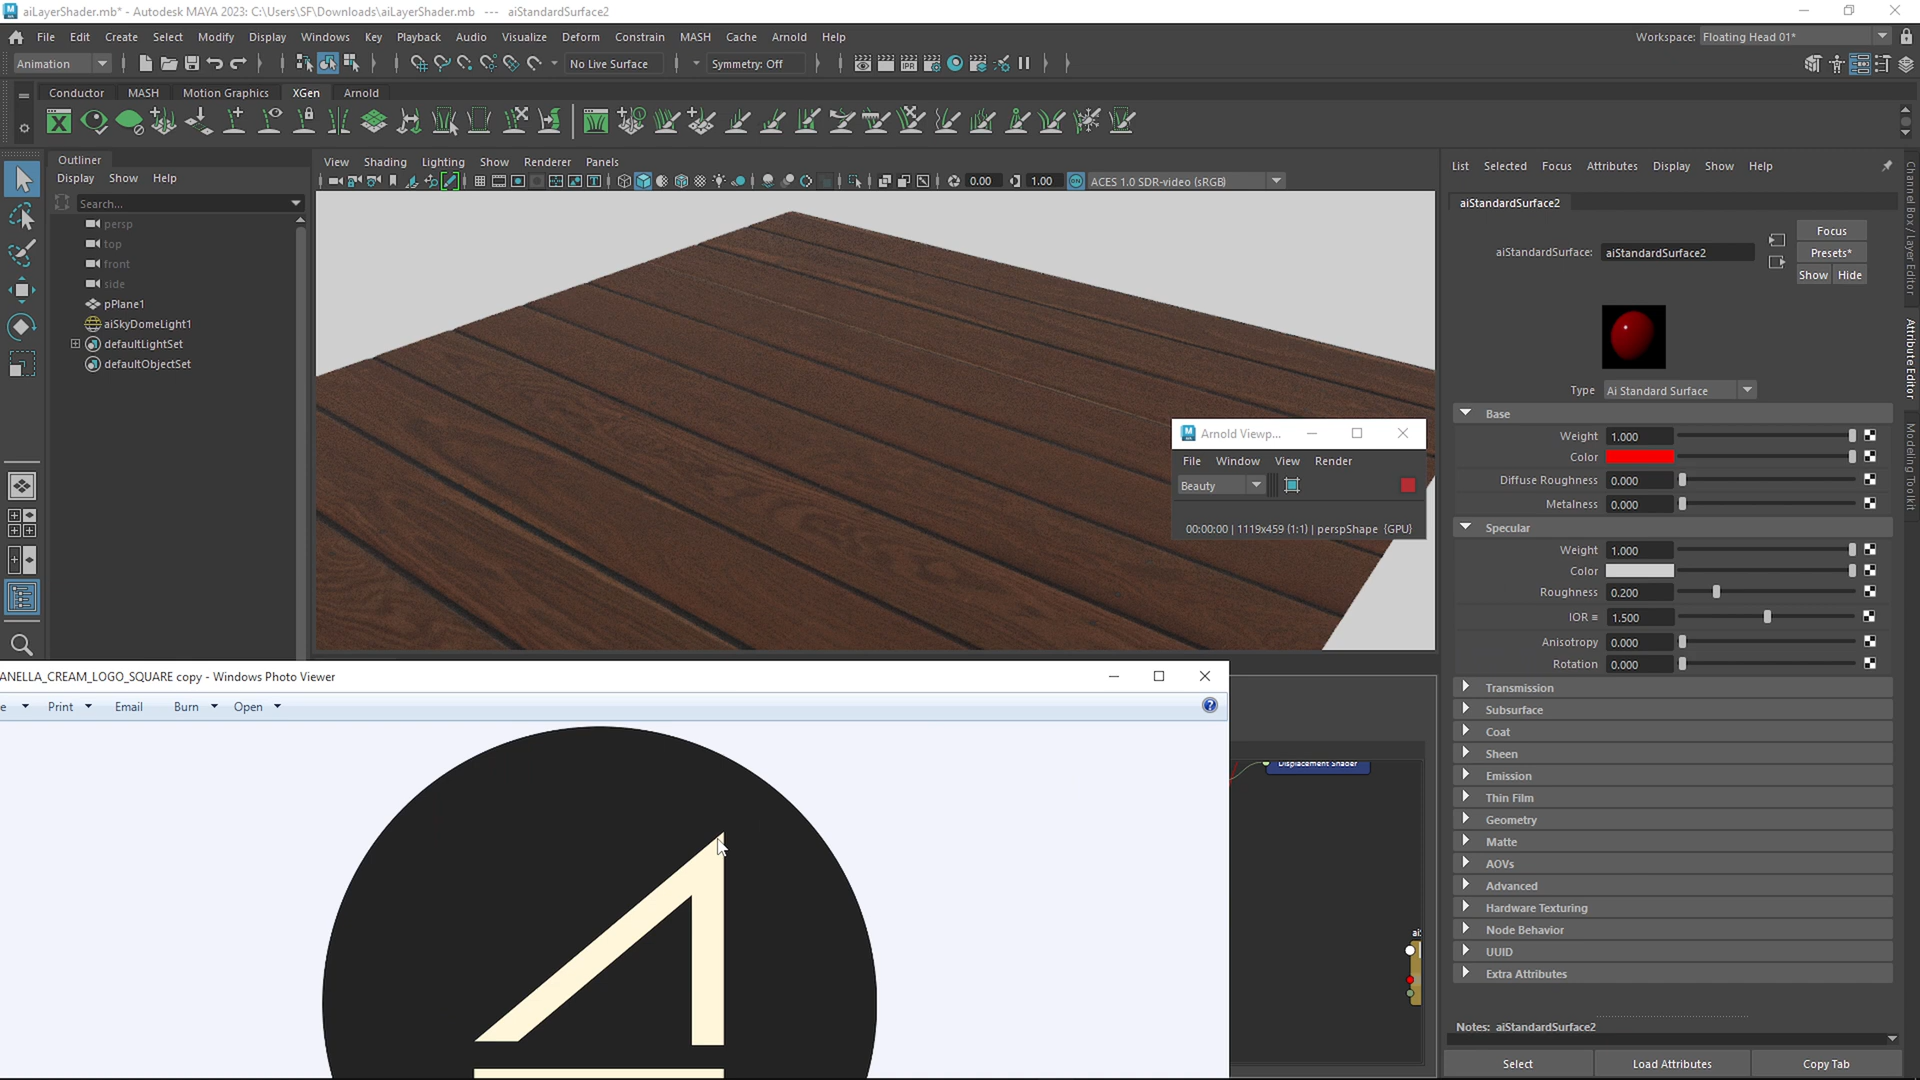 aiLayerShader.mb* - Autodesk MAYA 2023: C:\Users\SF\Downloads\aiLayerShader.mb --- aiStandardSurface2
File Edit Create Select Modify Display Windows Key Playback Audio Visualize Deform Constrain MASH Cache Arnold Help
Workspace: Floating Head 01*
Animation
No Live Surface
Symmetry: Off
IPR
Conductor MASH Motion Graphics XGen Arnold
Outliner
Display Show Help
Search...
persp
top
front
side
pPlane1
aiSkyDomeLight1
defaultLightSet
defaultObjectSet
View Shading Lighting Show Renderer Panels
0.00 1.00 ACES 1.0 SDR-video (sRGB)
Arnold Viewp...
File Window View Render
Beauty
00:00:00 | 1119x459 (1:1) | perspShape (GPU)
List Selected Focus Attributes Display Show Help
aiStandardSurface2
aiStandardSurface: aiStandardSurface2
Focus
Presets*
Show Hide
Type Ai Standard Surface
Base
Weight 1.000
Color
Diffuse Roughness 0.000
Metalness 0.000
Specular
Weight 1.000
Color
Roughness 0.200
IOR 1.500
Anisotropy 0.000
Rotation 0.000
Transmission
Subsurface
Coat
Sheen
Emission
Thin Film
Geometry
Matte
AOVs
Advanced
Hardware Texturing
Node Behavior
UUID
Extra Attributes
Notes: aiStandardSurface2
Select Load Attributes Copy Tab
Channel Box / Layer Editor
Attribute Editor
Modeling Toolkit
ANELLA_CREAM_LOGO_SQUARE copy - Windows Photo Viewer
e Print Email Burn Open
Displacement Shader